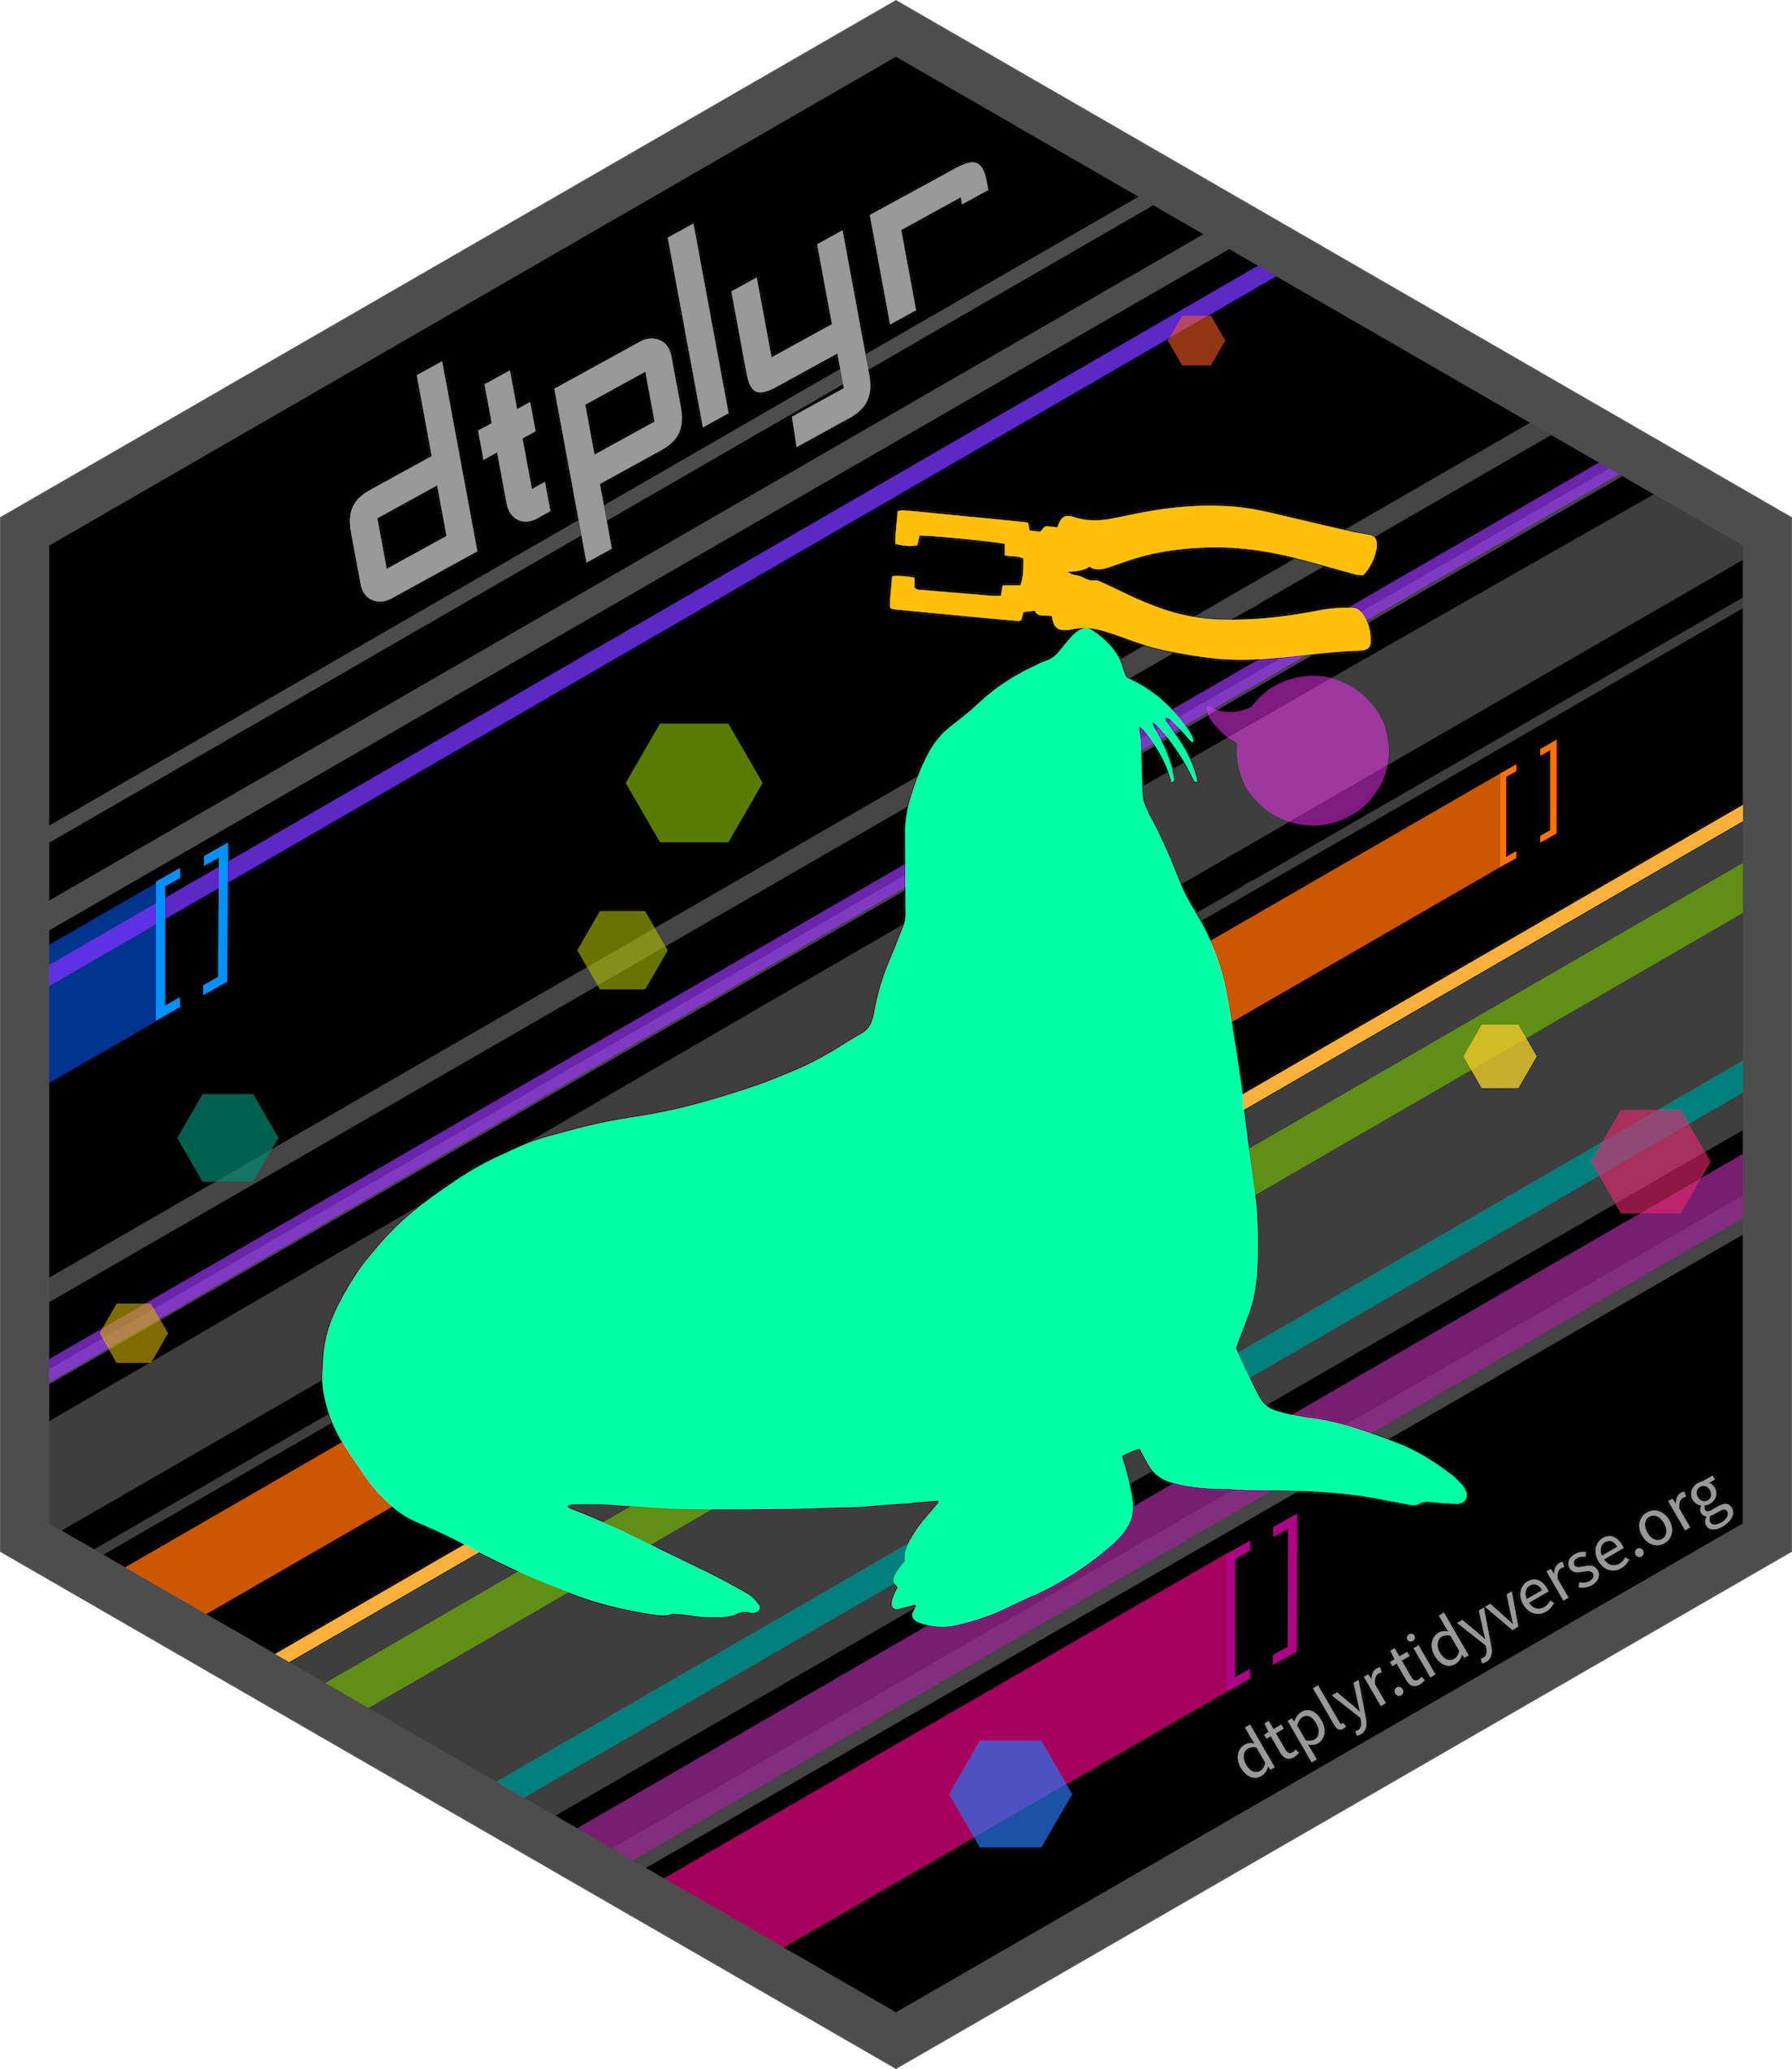 dtplyr
[ ]
[ ]
[ ]
dtplyr.tidyverse.org